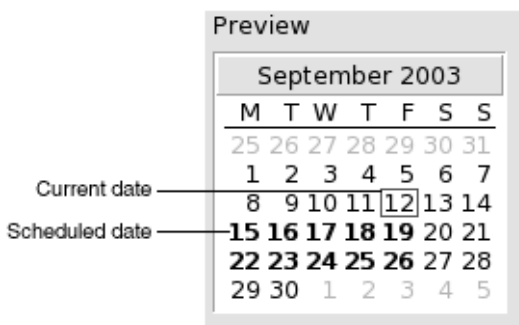 Preview
September 2003
M T W T F S S
25 26 27 28 29 30 31
1 2 3 4 5 6 7
Current date
8 9 10 11 12 13 14
Scheduled date
15 16 17 18 19 20 21
22 23 24 25 26 27 28
29 30 1 2 3 4 5